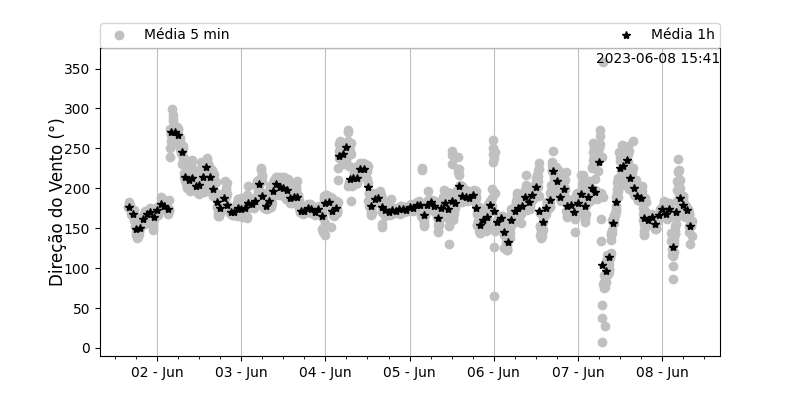 Média 5 min
Média 1h
2023-06-08 15:41
Direção do Vento (°)
350
300
250
200
150
100
50
0
02 - Jun
03 - Jun
04 - Jun
05 - Jun
06 - Jun
07 - Jun
08 - Jun